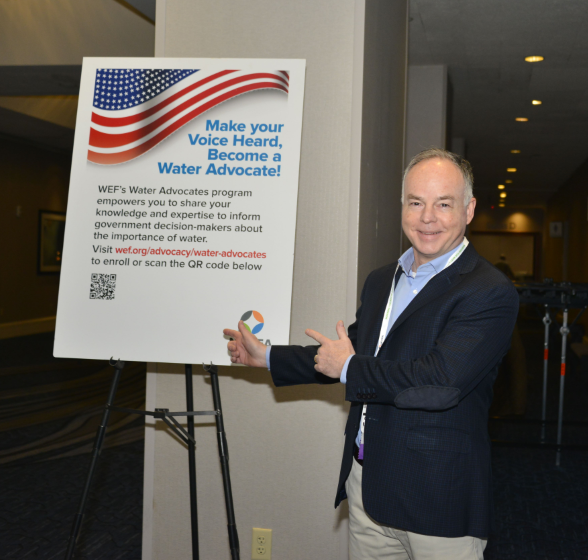 Make your
Voice Heard,
Become a
Water Advocate!
WEF's Water Advocates program
empowers you to share your
knowledge and expertise to inform
government decision-makers about
the importance of water.
Visit wef.org/advocacy/water-advocates
to enroll or scan the QR code below